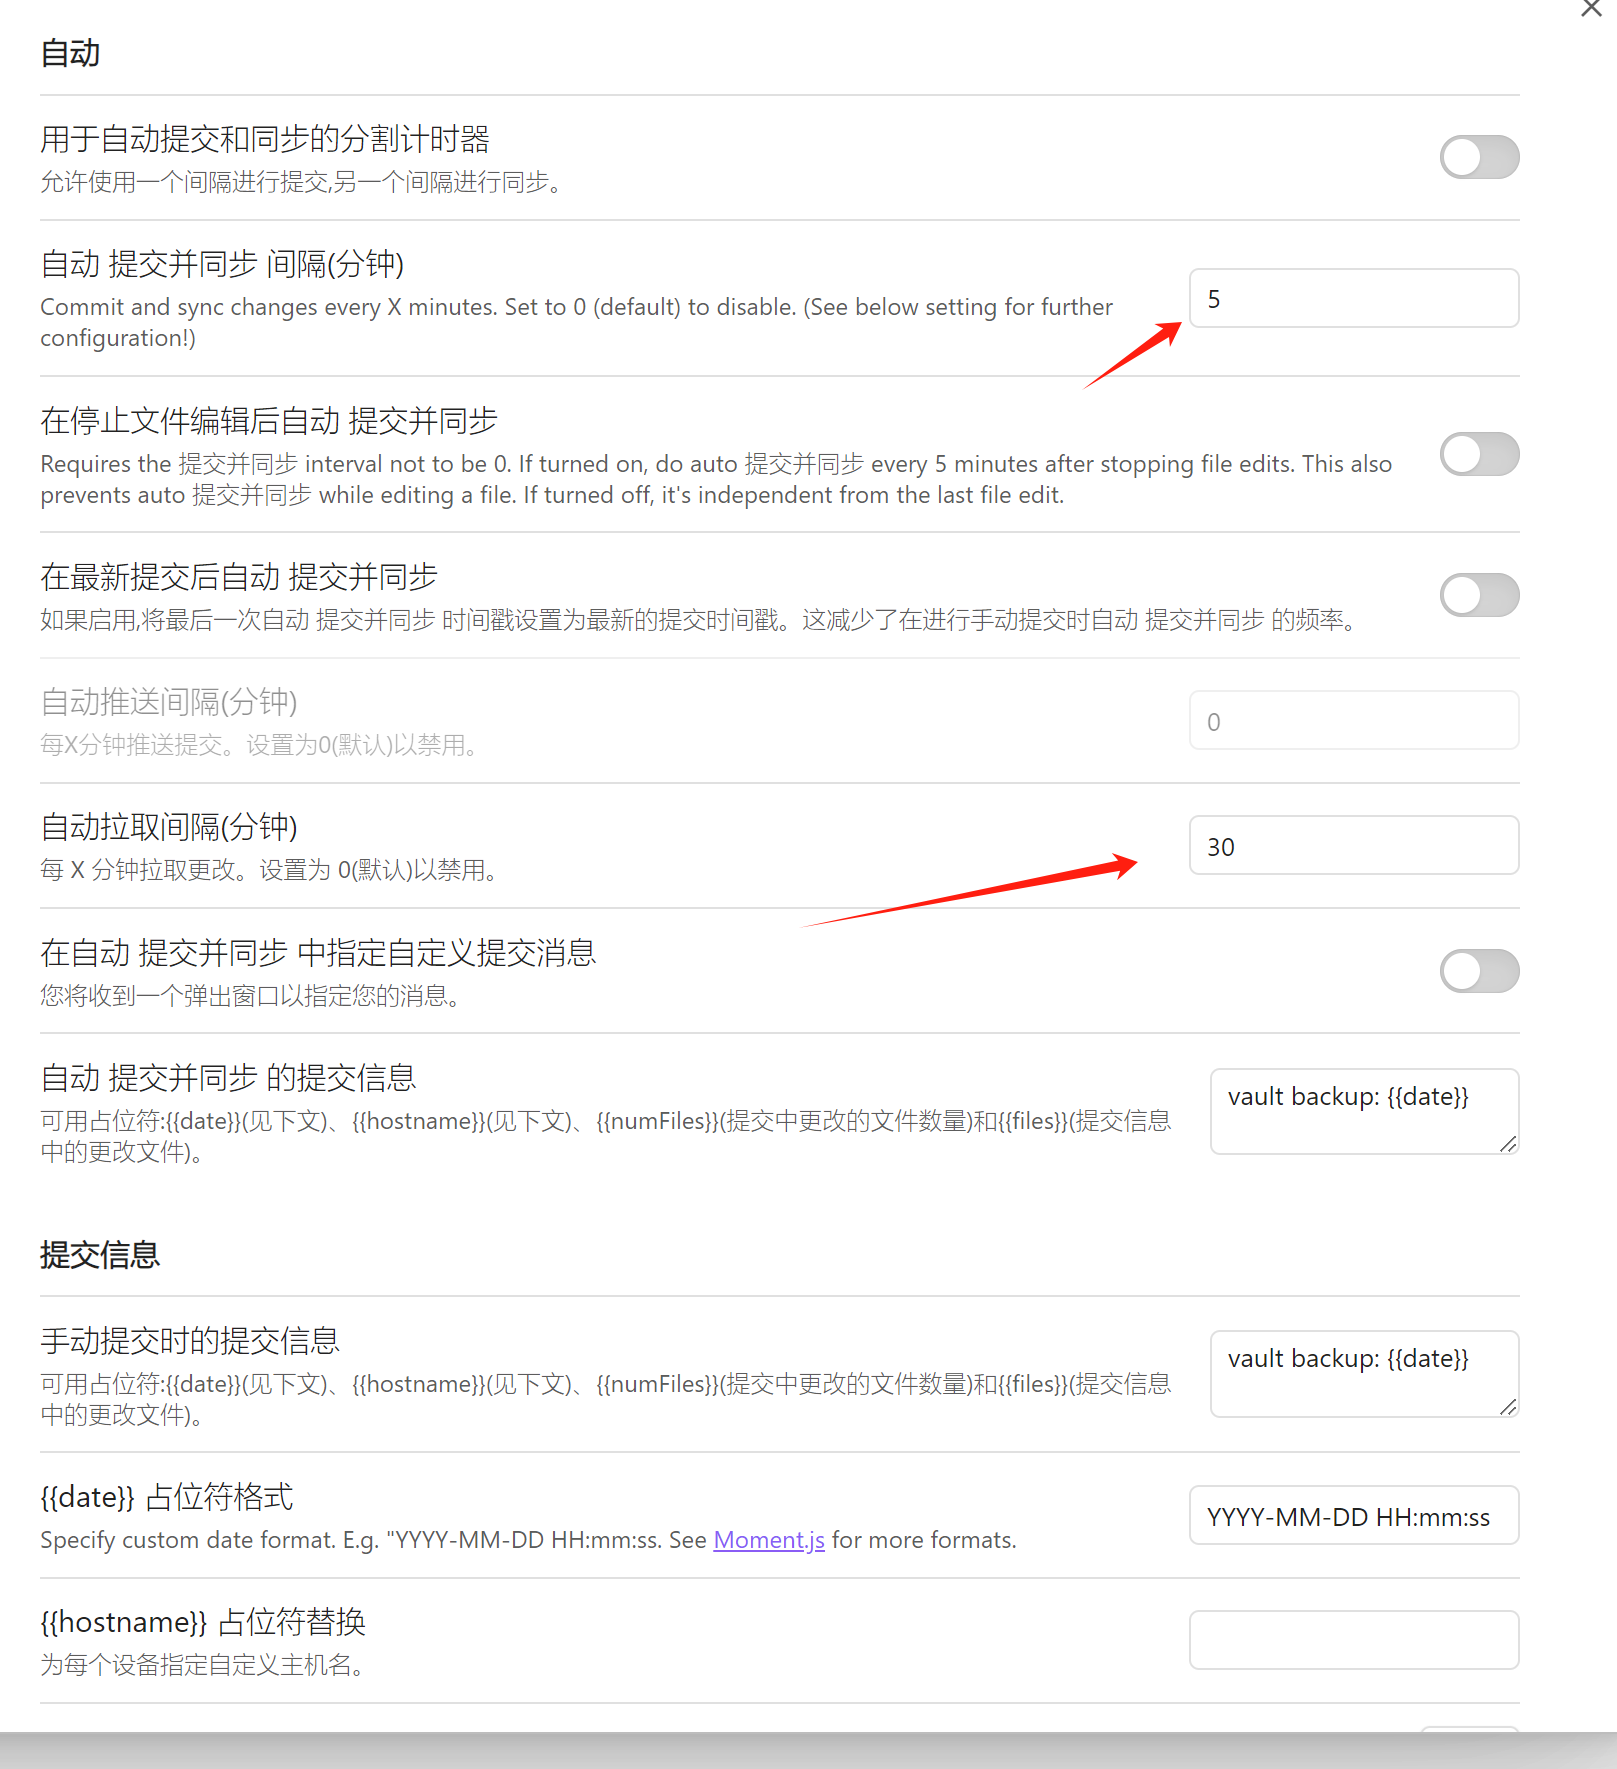 自动
用于自动提交和同步的分割计时器
允许使用一个间隔进行提交,另一个间隔进行同步。
自动 提交并同步 间隔(分钟)
Commit and sync changes every X minutes. Set to 0 (default) to disable. (See below setting for further
configuration!)
5
在停止文件编辑后自动 提交并同步
Requires the 提交并同步 interval not to be 0. If turned on, do auto 提交并同步 every 5 minutes after stopping file edits. This also
prevents auto 提交并同步 while editing a file. If turned off, it's independent from the last file edit.
在最新提交后自动 提交并同步
如果启用,将最后一次自动 提交并同步 时间戳设置为最新的提交时间戳。这减少了在进行手动提交时自动 提交并同步 的频率。
自动推送间隔(分钟)
每X分钟推送提交。设置为0(默认)以禁用。
0
自动拉取间隔(分钟)
每 X 分钟拉取更改。设置为 0(默认)以禁用。
30
在自动 提交并同步 中指定自定义提交消息
您将收到一个弹出窗口以指定您的消息。
自动 提交并同步 的提交信息
可用占位符:{{date}}(见下文)、{{hostname}}(见下文)、{{numFiles}}(提交中更改的文件数量)和{{files}}(提交信息
中的更改文件)。
vault backup: {{date}}
提交信息
手动提交时的提交信息
可用占位符:{{date}}(见下文)、{{hostname}}(见下文)、{{numFiles}}(提交中更改的文件数量)和{{files}}(提交信息
中的更改文件)。
vault backup: {{date}}
{{date}} 占位符格式
Specify custom date format. E.g. "YYYY-MM-DD HH:mm:ss. See Moment.js for more formats.
YYYY-MM-DD HH:mm:ss
{{hostname}} 占位符替换
为每个设备指定自定义主机名。